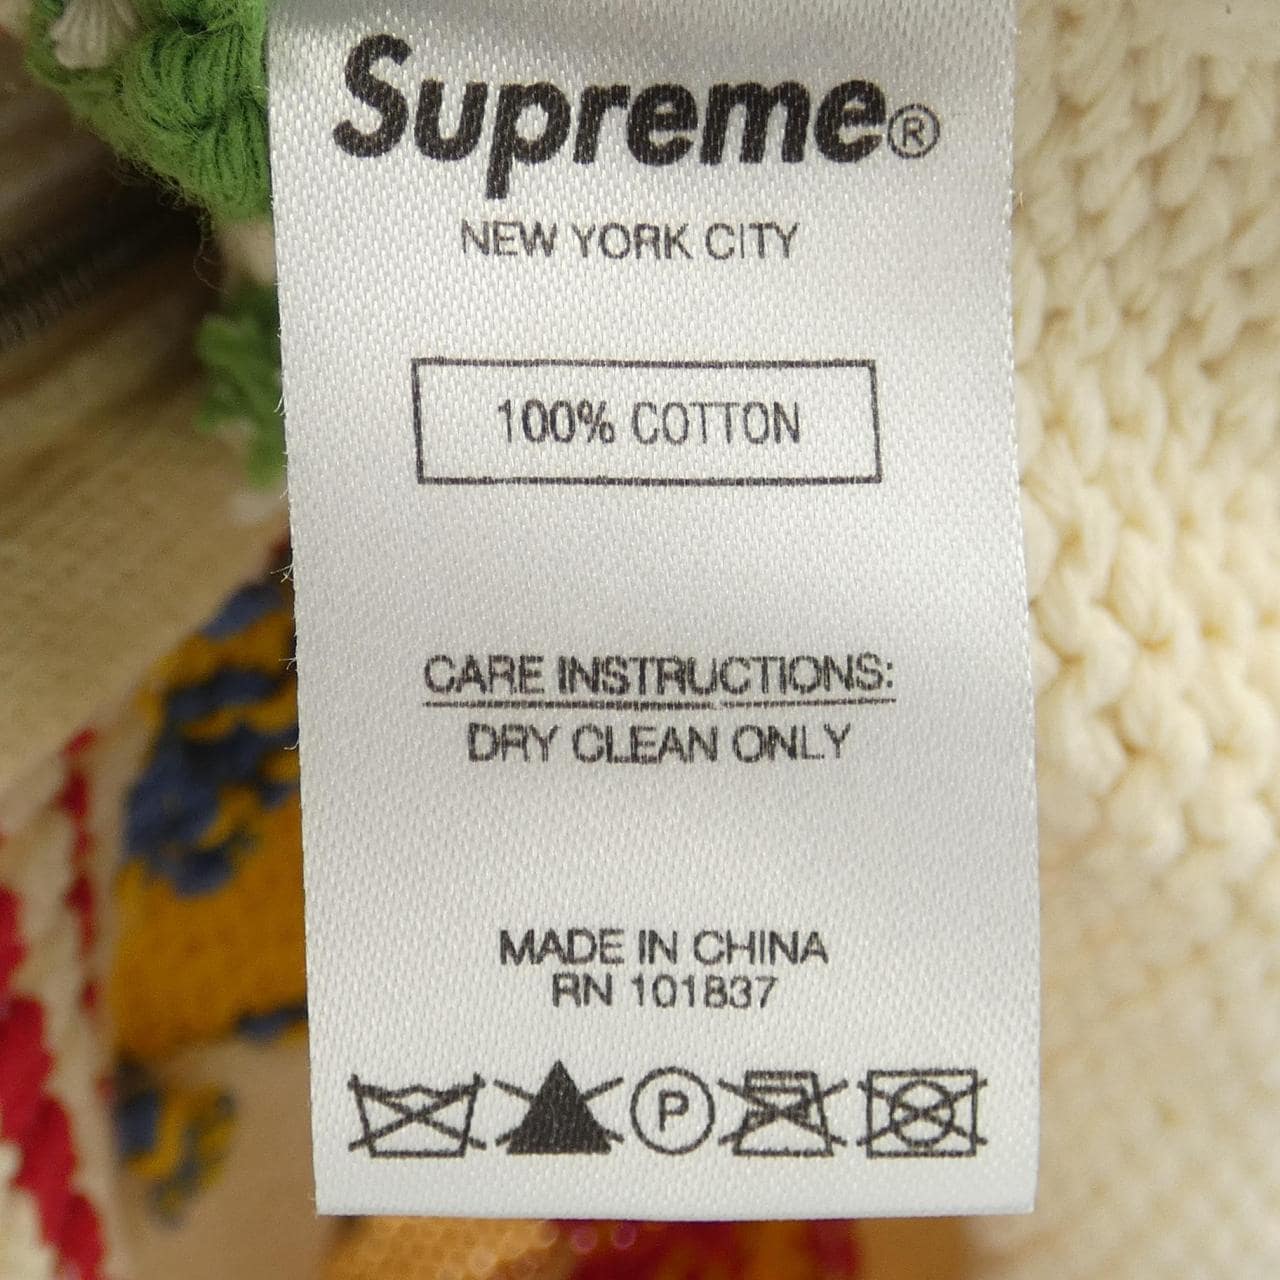 Supreme®
NEW YORK CITY
100% COTTON
CARE INSTRUCTIONS:
DRY CLEAN ONLY
MADE IN CHINA
RN 101837
P